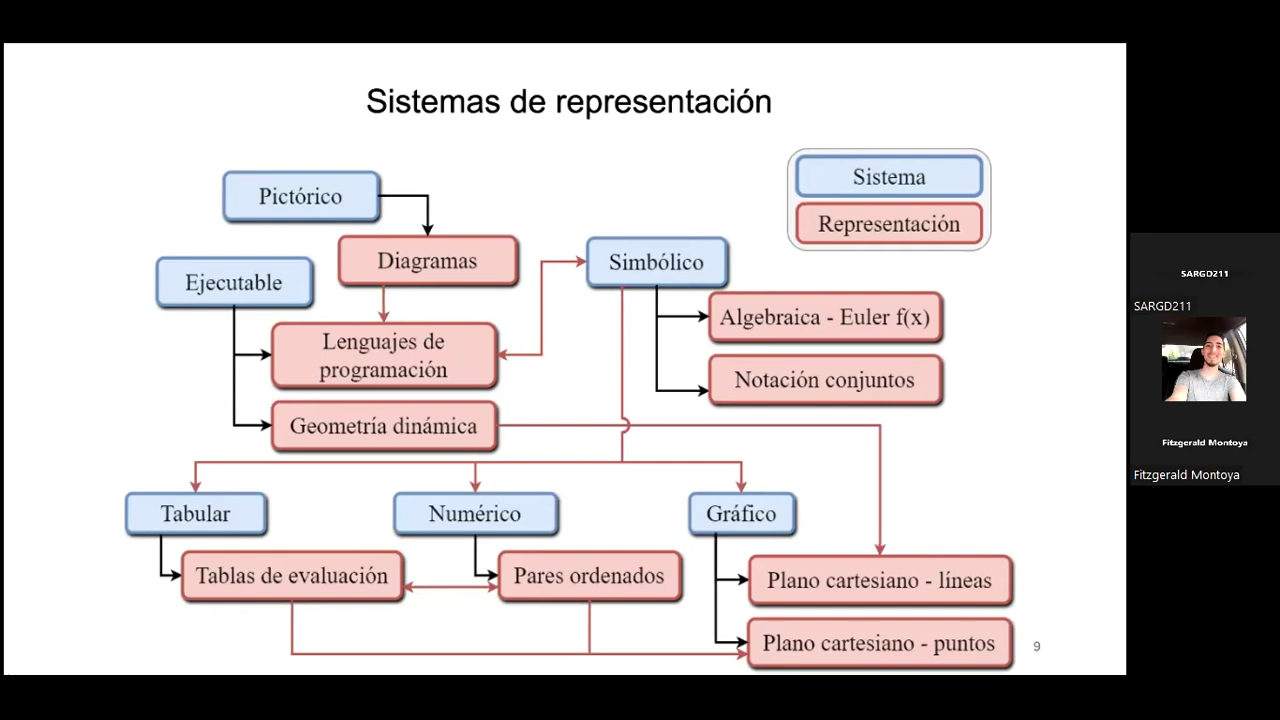 Sistemas de representación
Sistema
Representación
Pictórico
Diagramas
Ejecutable
Simbólico
Algebraica - Euler f(x)
Lenguajes de
programación
Notación conjuntos
Geometría dinámica
Tabular
Numérico
Gráfico
Tablas de evaluación
Pares ordenados
Plano cartesiano - líneas
Plano cartesiano - puntos
9
SARGD211
SARGD211
Fitzgerald Montoya
Fitzgerald Montoya